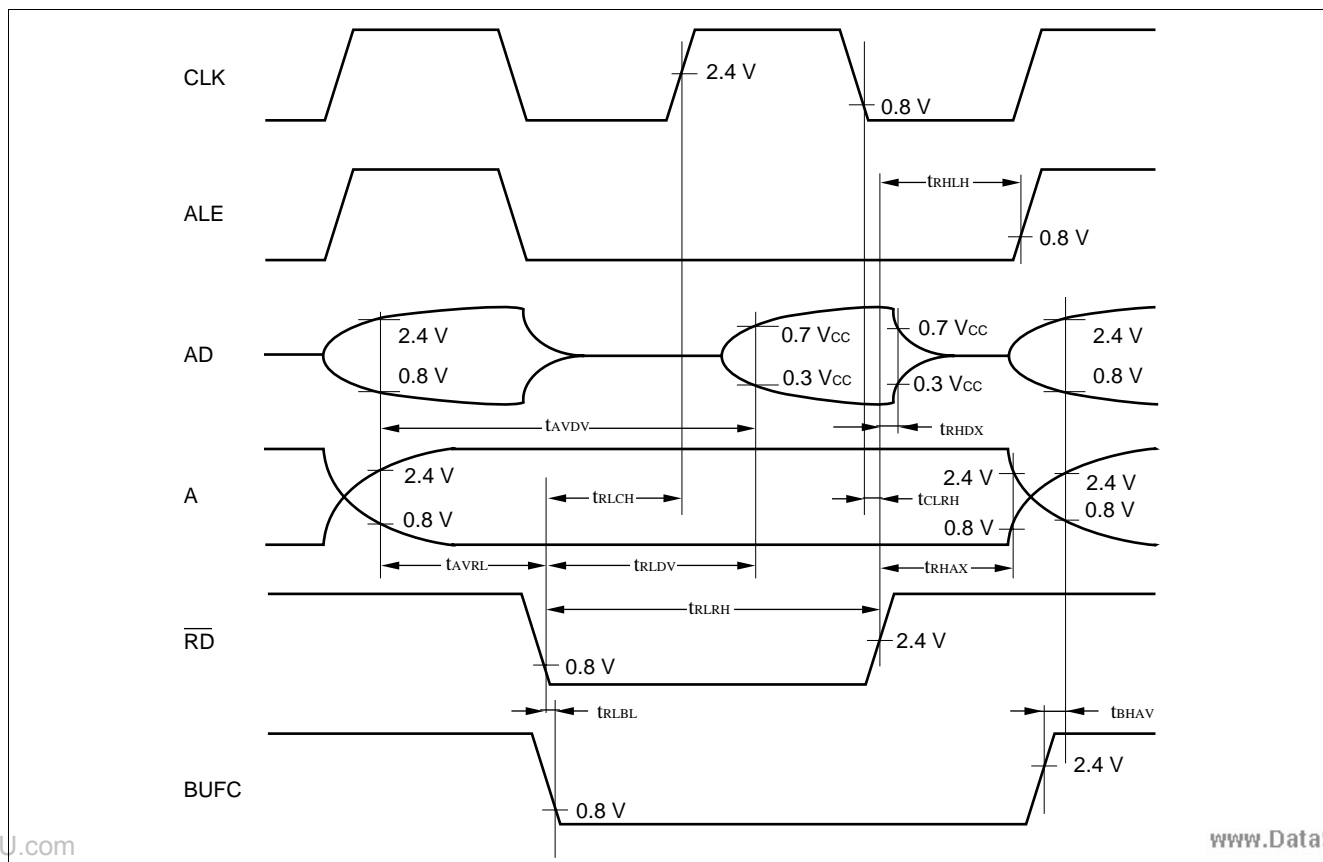 CLK
2.4 V
0.8 V
tRHLH
ALE
0.8 V
2.4 V
0.7 VCC
0.7 VCC
2.4 V
AD
0.8 V
0.3 VCC
0.3 VCC
0.8 V
tAVDV
tRHDX
2.4 V
2.4 V
2.4 V
A
tRLCH
tCLRH
0.8 V
0.8 V
0.8 V
tAVRL
tRLDV
tRHAX
tRLRH
RD
0.8 V
2.4 V
tRLBL
tBHAV
2.4 V
BUFC
0.8 V
U.com
www.Data